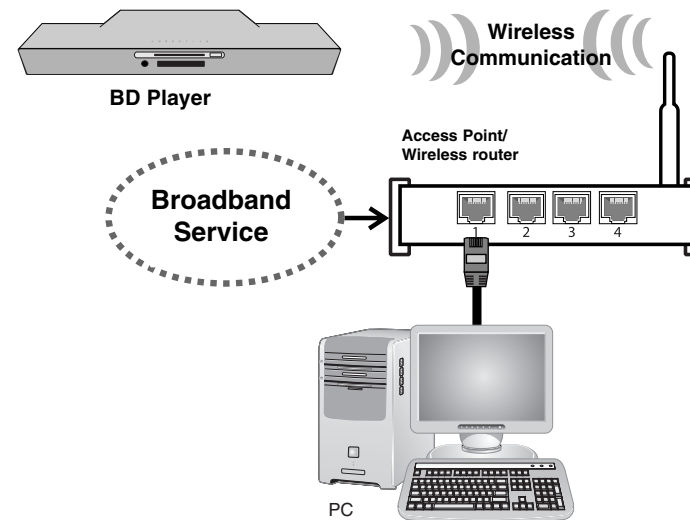 Wireless
Communication
BD Player
Access Point/
Wireless router
Broadband
Service
1 2 3 4
PC